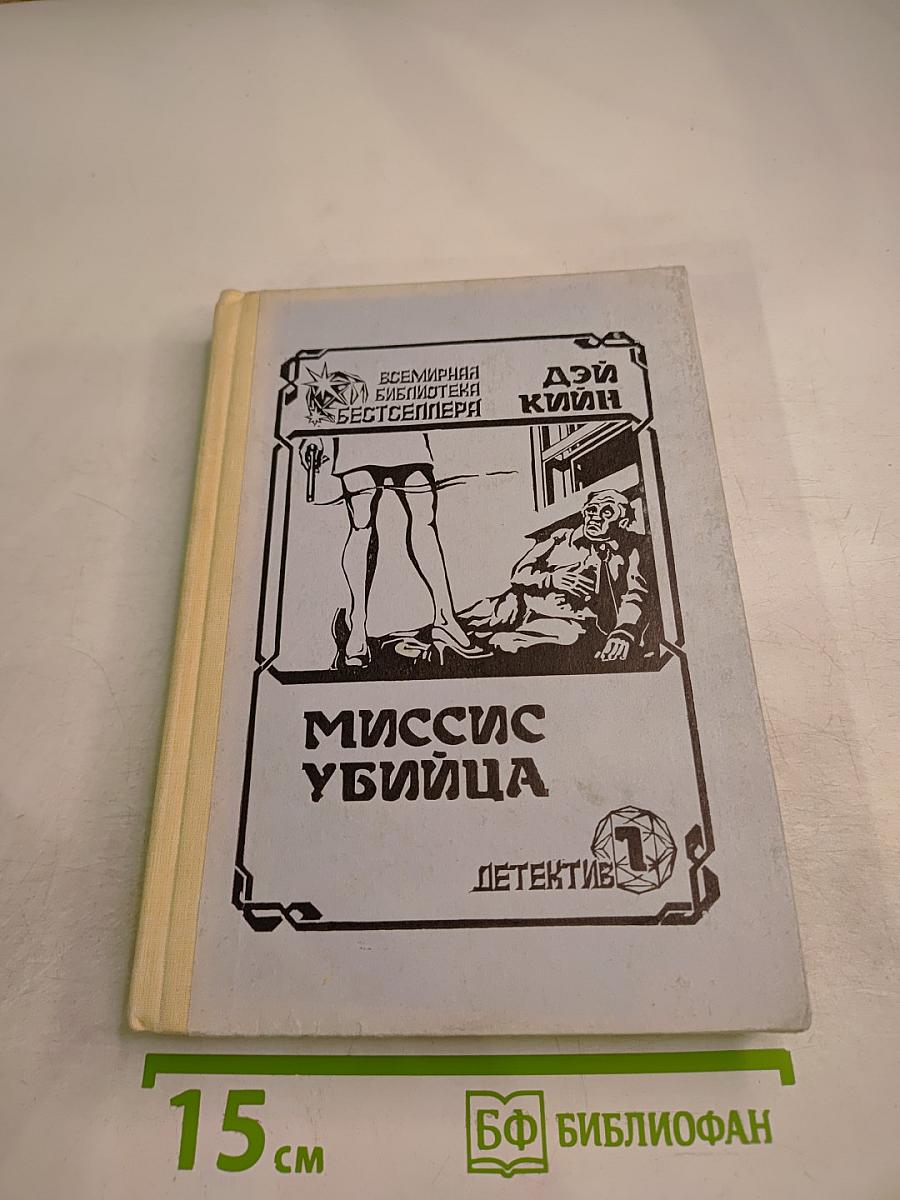 ВСЕМИРНАЯ
БИБЛИОТЕКА
БЕСТСЕЛЛЕРА
ДЭЙ
КИЙН
МИССИС
УБИЙЦА
ДЕТЕКТИВ 1
15 см
БФ БИБЛИОФАН